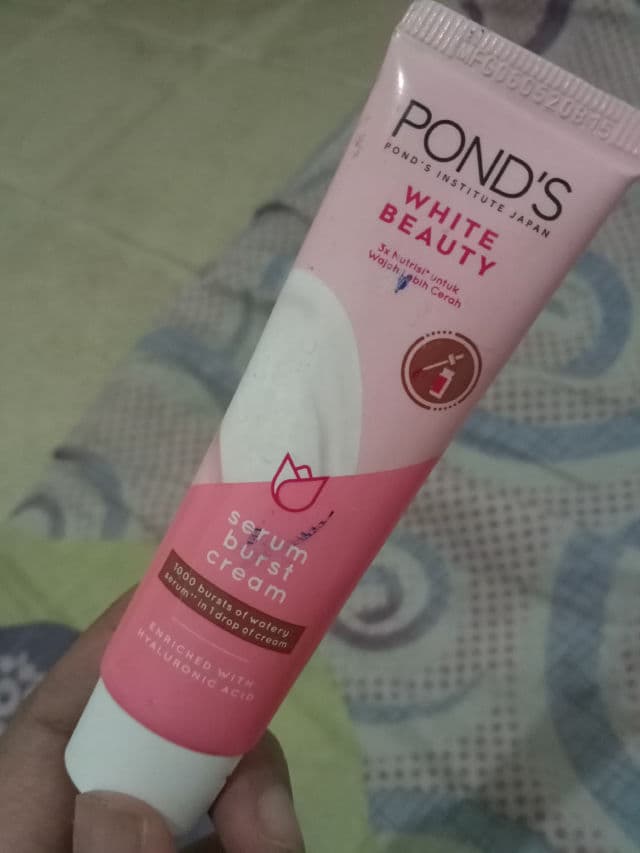 POND'S
POND'S INSTITUTE JAPAN
WHITE
BEAUTY
3x Nutrisi* untuk
Wajah Lebih Cerah
serum
burst
cream
1000 bursts of watery
serum** in 1 drop of cream
ENRICHED WITH
HYALURONIC ACID